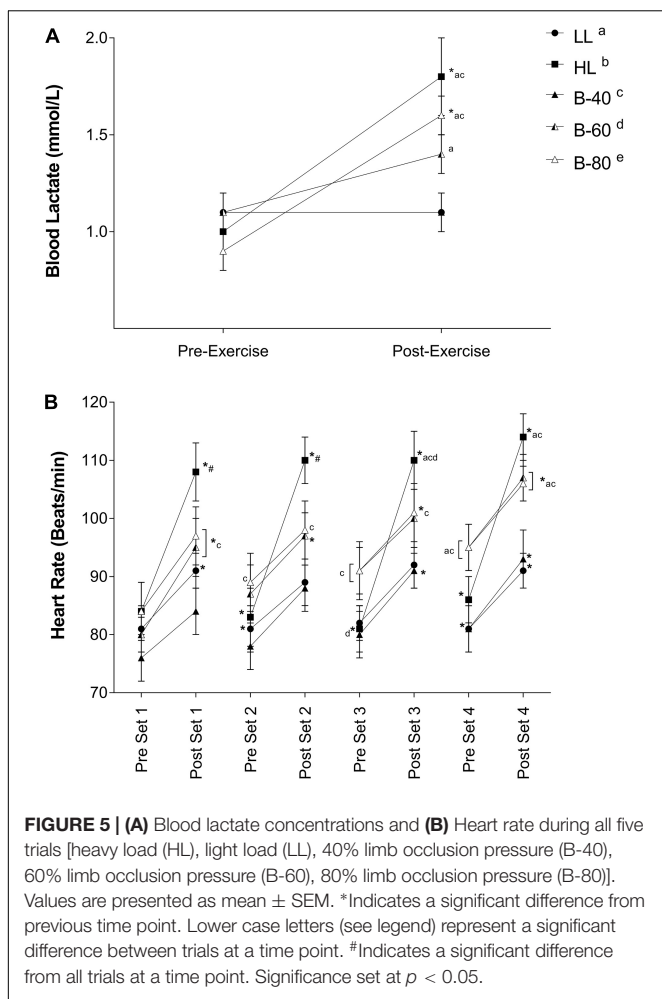 A
Blood Lactate (mmol/L)
2.0
1.5
1.0
*ac
*ac
a
Pre-Exercise
Post-Exercise
LL a
HL b
B-40 c
B-60 d
B-80 e
B
Heart Rate (Beats/min)
120
110
100
90
80
70
*#
*c
*
*#
c
*
c
*
*
*acd
*c
*
c
d*
*ac
*ac
*
*
ac
*
*
Pre Set 1
Post Set 1
Pre Set 2
Post Set 2
Pre Set 3
Post Set 3
Pre Set 4
Post Set 4
FIGURE 5 | (A) Blood lactate concentrations and (B) Heart rate during all five
trials [heavy load (HL), light load (LL), 40% limb occlusion pressure (B-40),
60% limb occlusion pressure (B-60), 80% limb occlusion pressure (B-80)].
Values are presented as mean ± SEM. *Indicates a significant difference from
previous time point. Lower case letters (see legend) represent a significant
difference between trials at a time point. #Indicates a significant difference
from all trials at a time point. Significance set at p < 0.05.